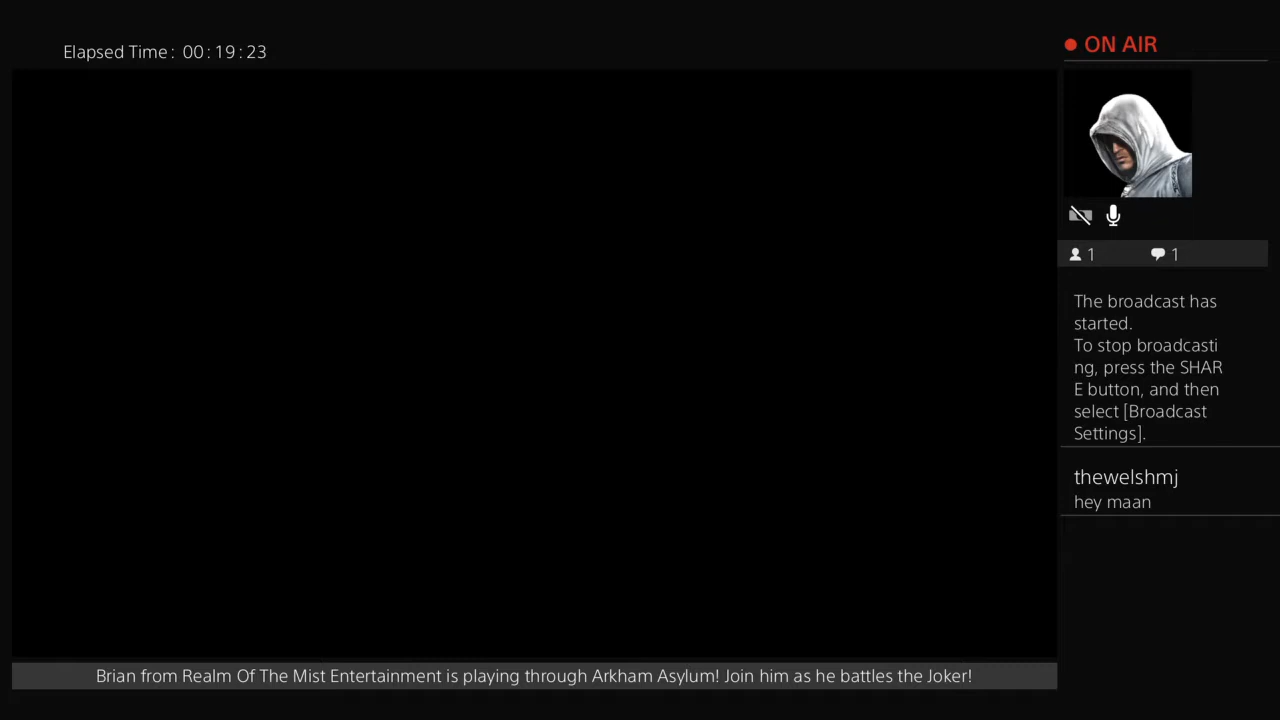 Elapsed Time: 00:19:23
ON AIR
1
1
The broadcast has
started.
To stop broadcasti
ng, press the SHAR
E button, and then
select [Broadcast
Settings].
thewelshmj
hey maan
Brian from Realm Of The Mist Entertainment is playing through Arkham Asylum! Join him as he battles the Joker!